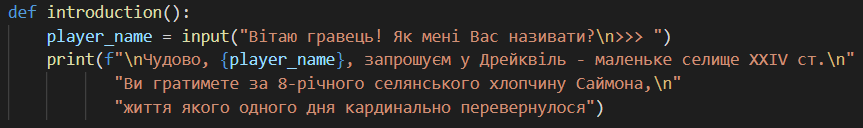 def introduction():
    player_name = input("Вітаю гравець! Як мені Вас називати?\n>>> ")
    print(f"\nЧудово, {player_name}, запрошуєм у Дрейквіль - маленьке селище XXIV ст.\n"
          "Ви гратимете за 8-річного селянського хлопчину Саймона,\n"
          "життя якого одного дня кардинально перевернулося")